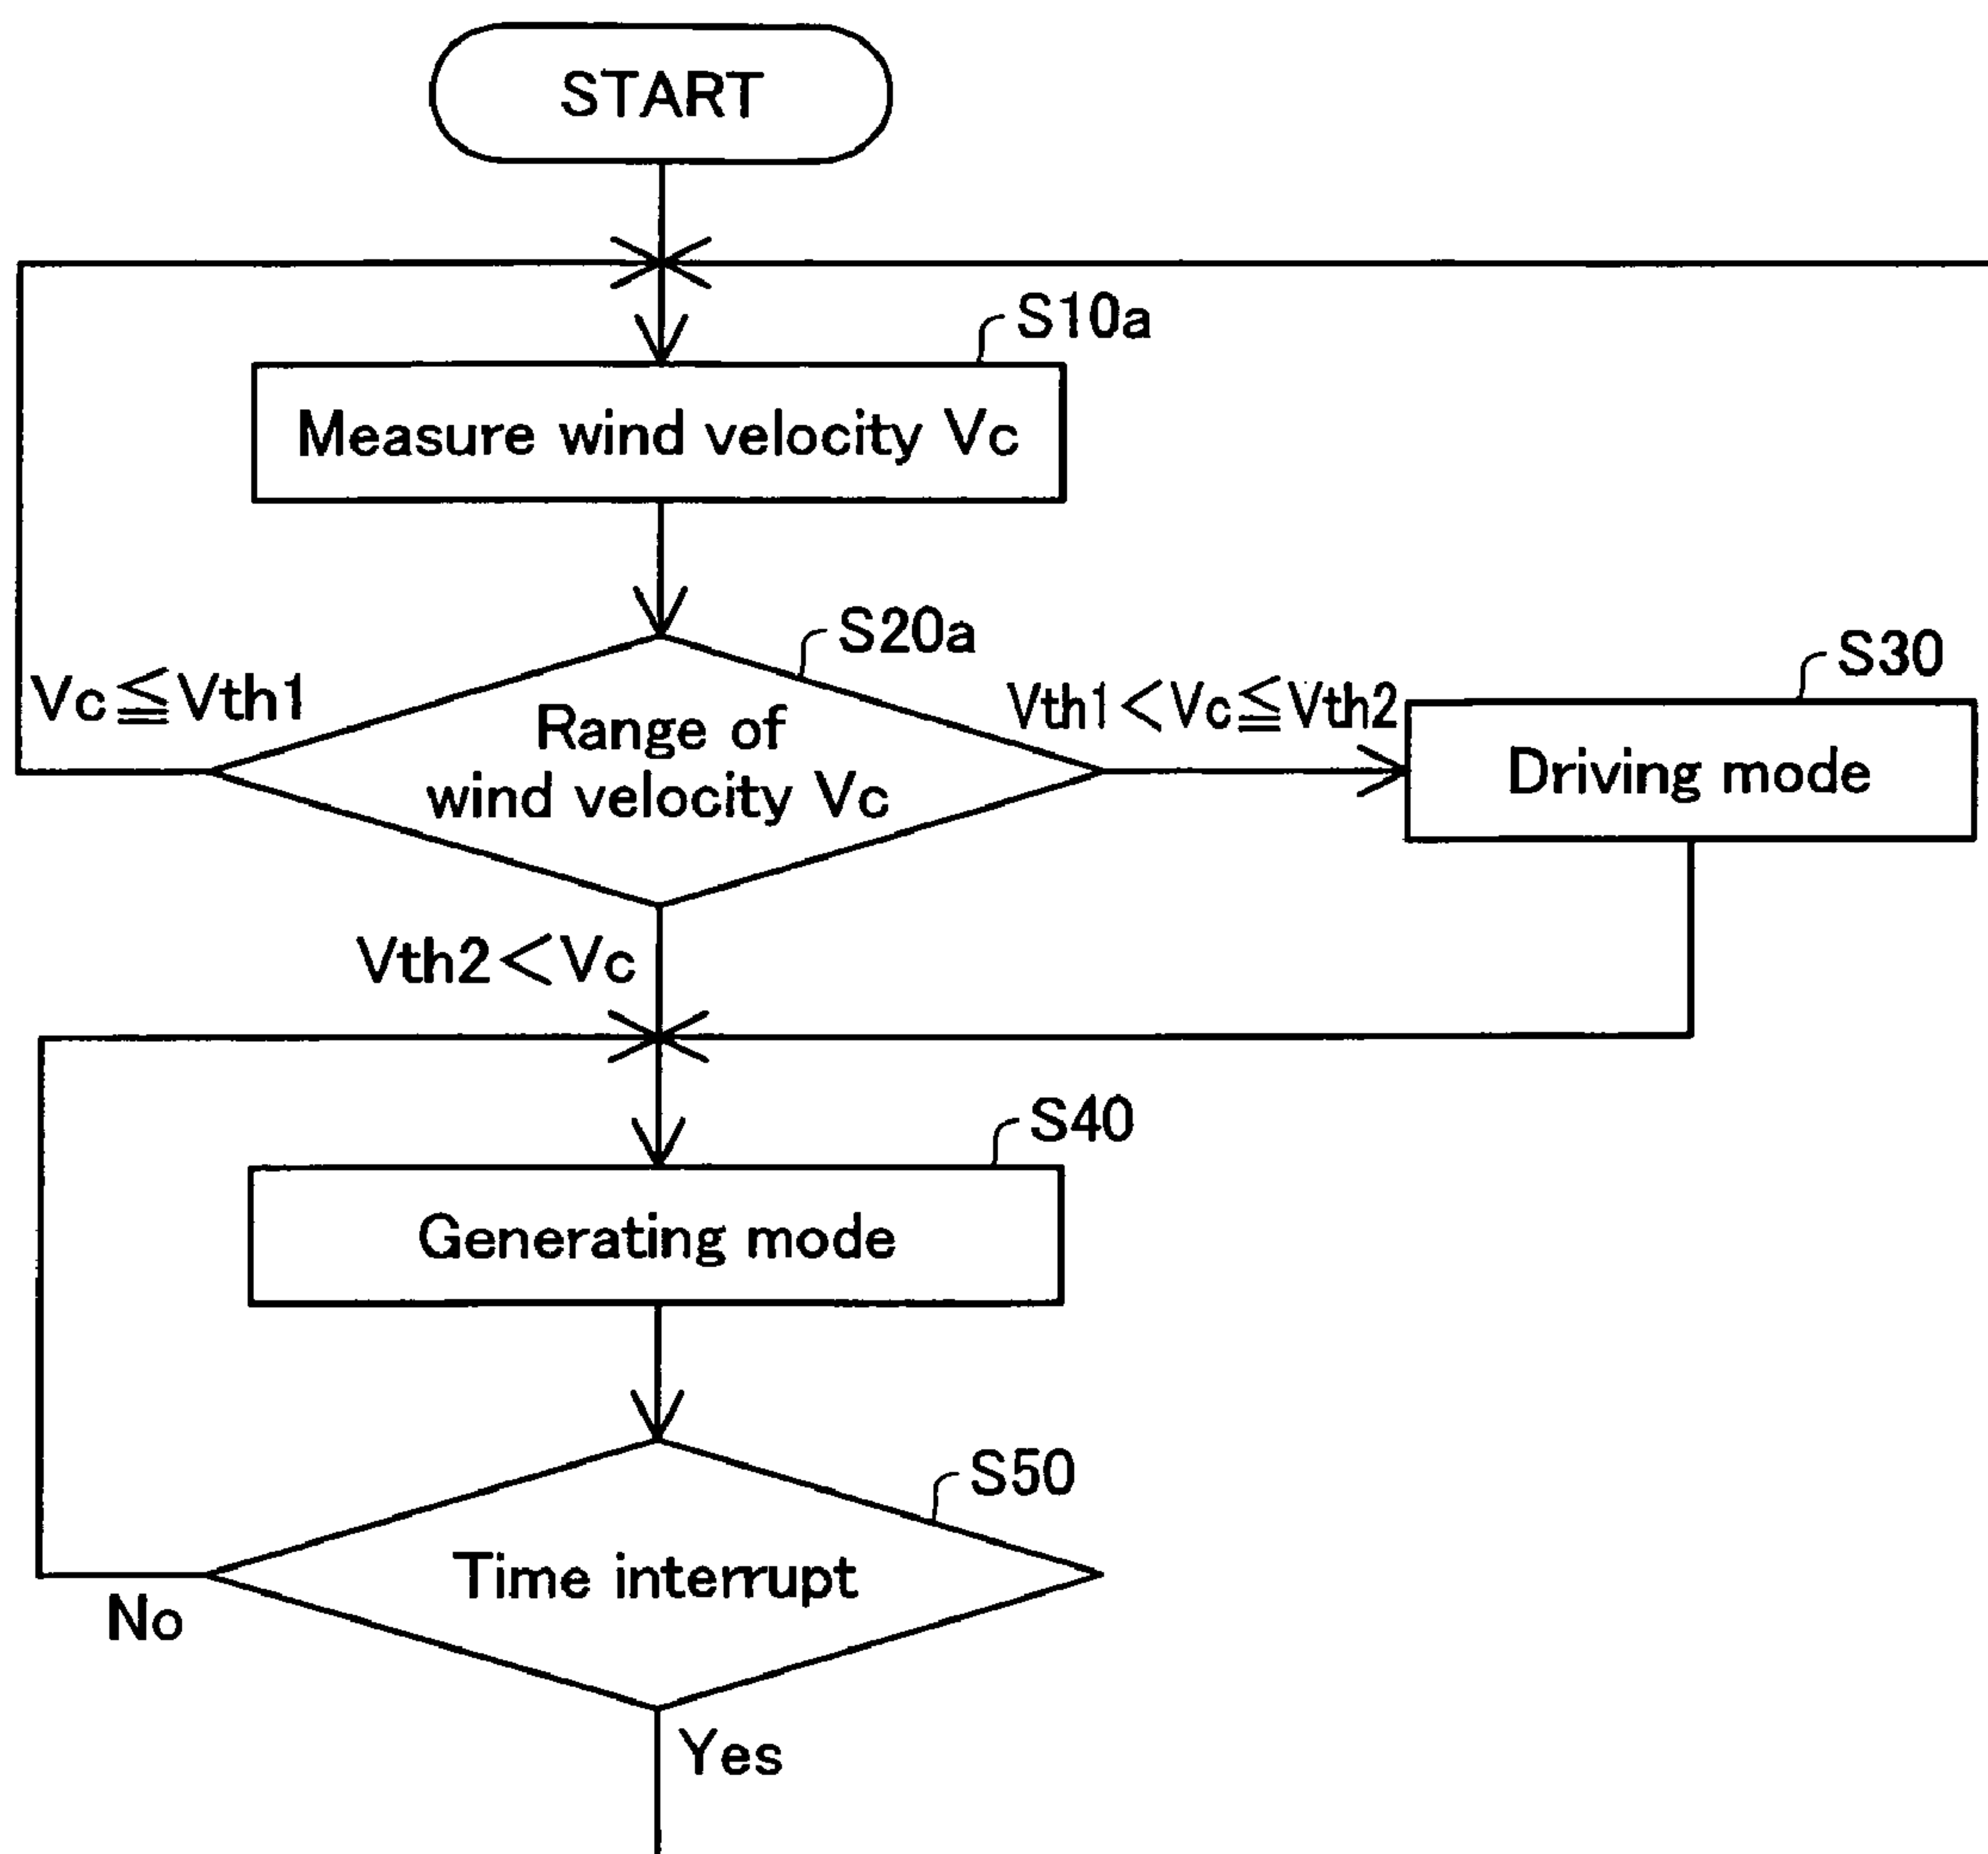 START
S10a
Measure wind velocity Vc
S20a
S30
Vc≦Vth1
Vth1<Vc≦Vth2
Range of
wind velocity Vc
Driving mode
Vth2<Vc
S40
Generating mode
S50
Time interrupt
No
Yes